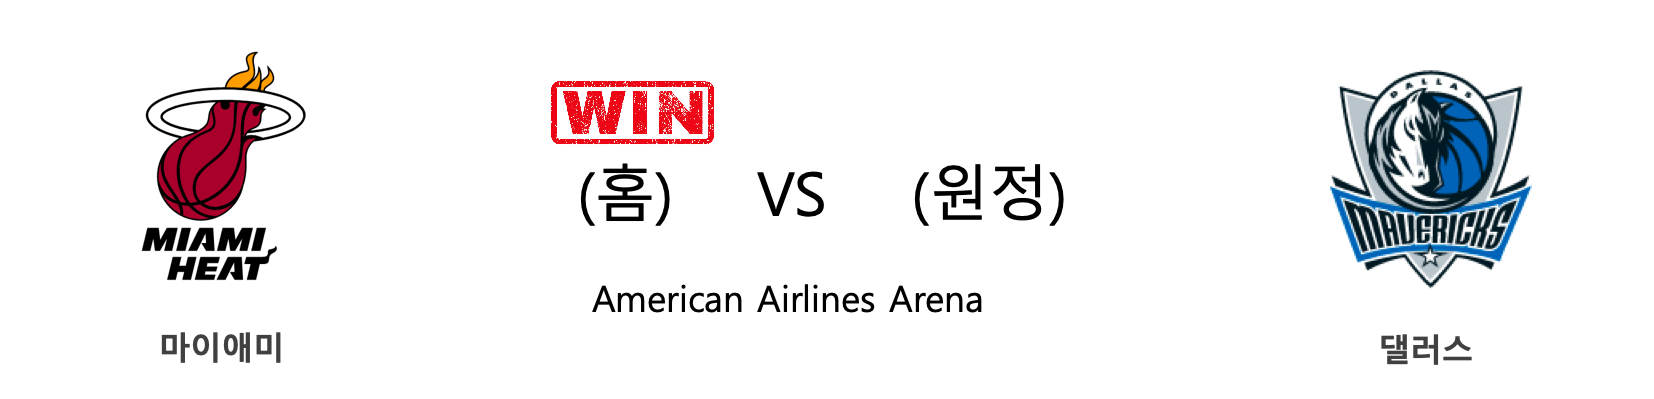 WIN
(홈) VS (원정)
American Airlines Arena
MIAMI
HEAT
마이애미
DALLAS
MAVERICKS
댈러스